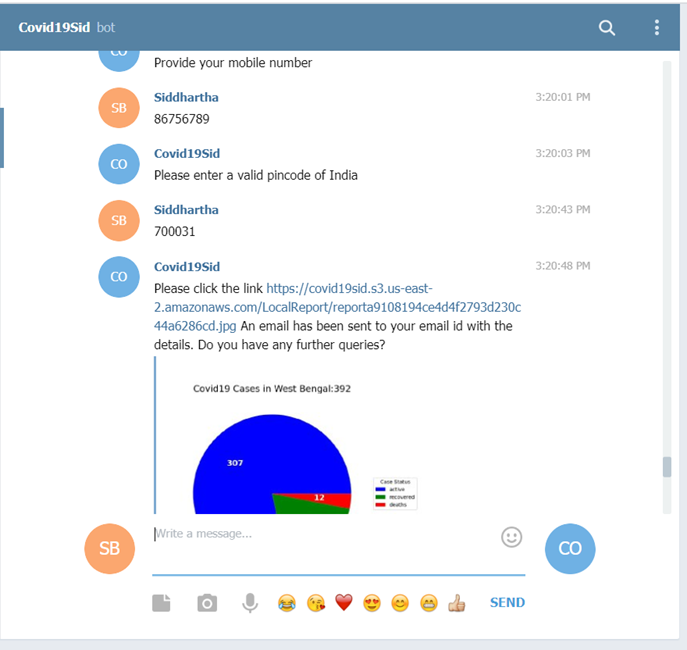 Covid19Sid bot
CO
Provide your mobile number
SB
Siddhartha
3:20:01 PM
86756789
CO
Covid19Sid
3:20:03 PM
Please enter a valid pincode of India
SB
Siddhartha
3:20:43 PM
700031
CO
Covid19Sid
3:20:48 PM
Please click the link https://covid19sid.s3.us-east-
2.amazonaws.com/LocalReport/reporta9108194ce4d4f2793d230c
44a6286cd.jpg An email has been sent to your email id with the
details. Do you have any further queries?
Covid19 Cases in West Bengal:392
307
12
Case Status
active
recovered
deaths
SB
Write a message...
CO
SEND